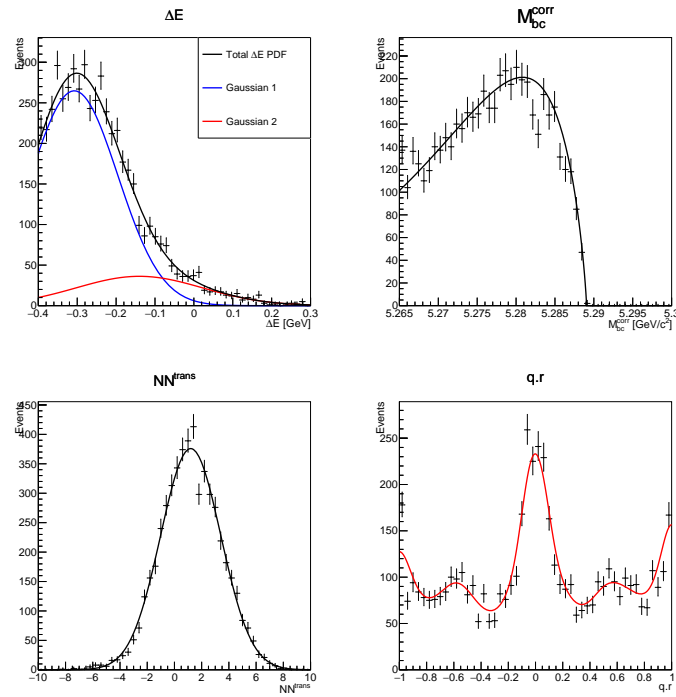 ΔE
Events
300
250
200
150
100
50
0
−0.4 −0.3 −0.2 −0.1 0 0.1 0.2 0.3
ΔE [GeV]
Total ΔE PDF
Gaussian 1
Gaussian 2
M_bc^corr
Events
220
200
180
160
140
120
100
80
60
40
20
0
5.265 5.27 5.275 5.28 5.285 5.29 5.295 5.3
M_bc^corr [GeV/c²]
NN^trans
Events
450
400
350
300
250
200
150
100
50
0
−10 −8 −6 −4 −2 0 2 4 6 8 10
NN^trans
q.r
Events
250
200
150
100
50
0
−1 −0.8 −0.6 −0.4 −0.2 0 0.2 0.4 0.6 0.8 1
q.r